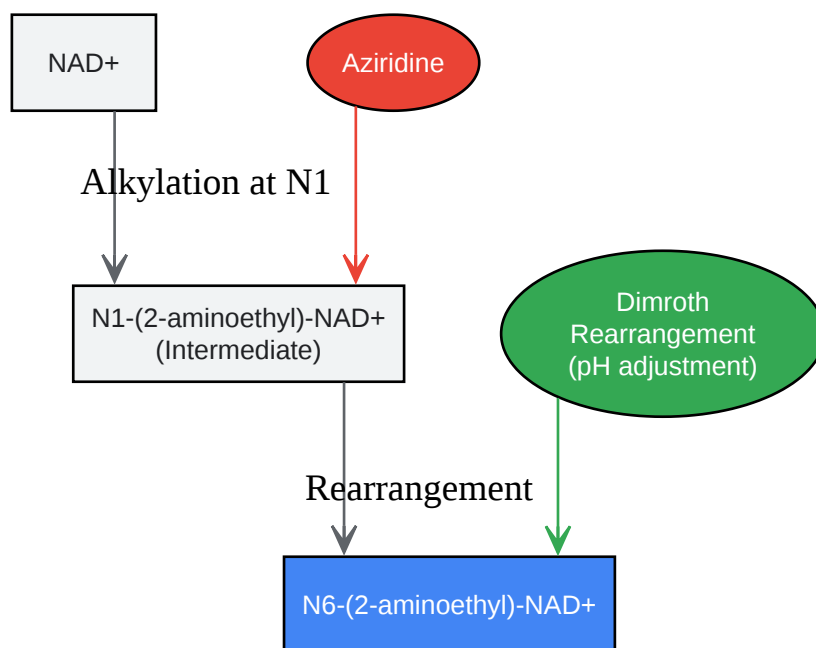 NAD+
Aziridine
Alkylation at N1
N1-(2-aminoethyl)-NAD+
(Intermediate)
Dimroth
Rearrangement
(pH adjustment)
Rearrangement
N6-(2-aminoethyl)-NAD+